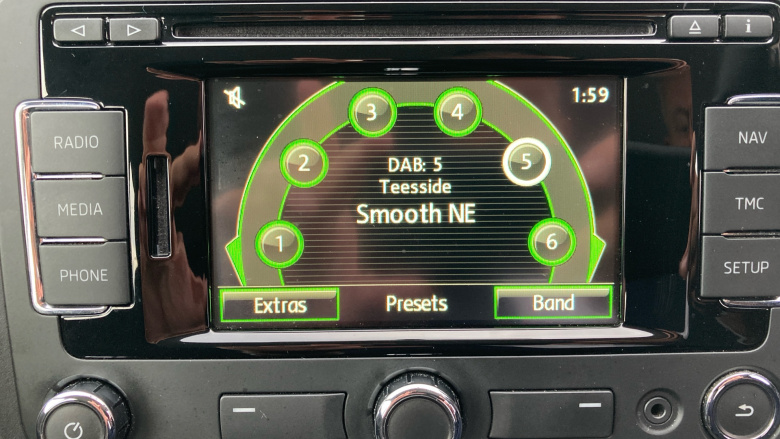 i
3 4
1:59
RADIO
2
DAB: 5
5
NAV
Teesside
MEDIA
Smooth NE
TMC
1
6
PHONE
SETUP
Extras
Presets
Band